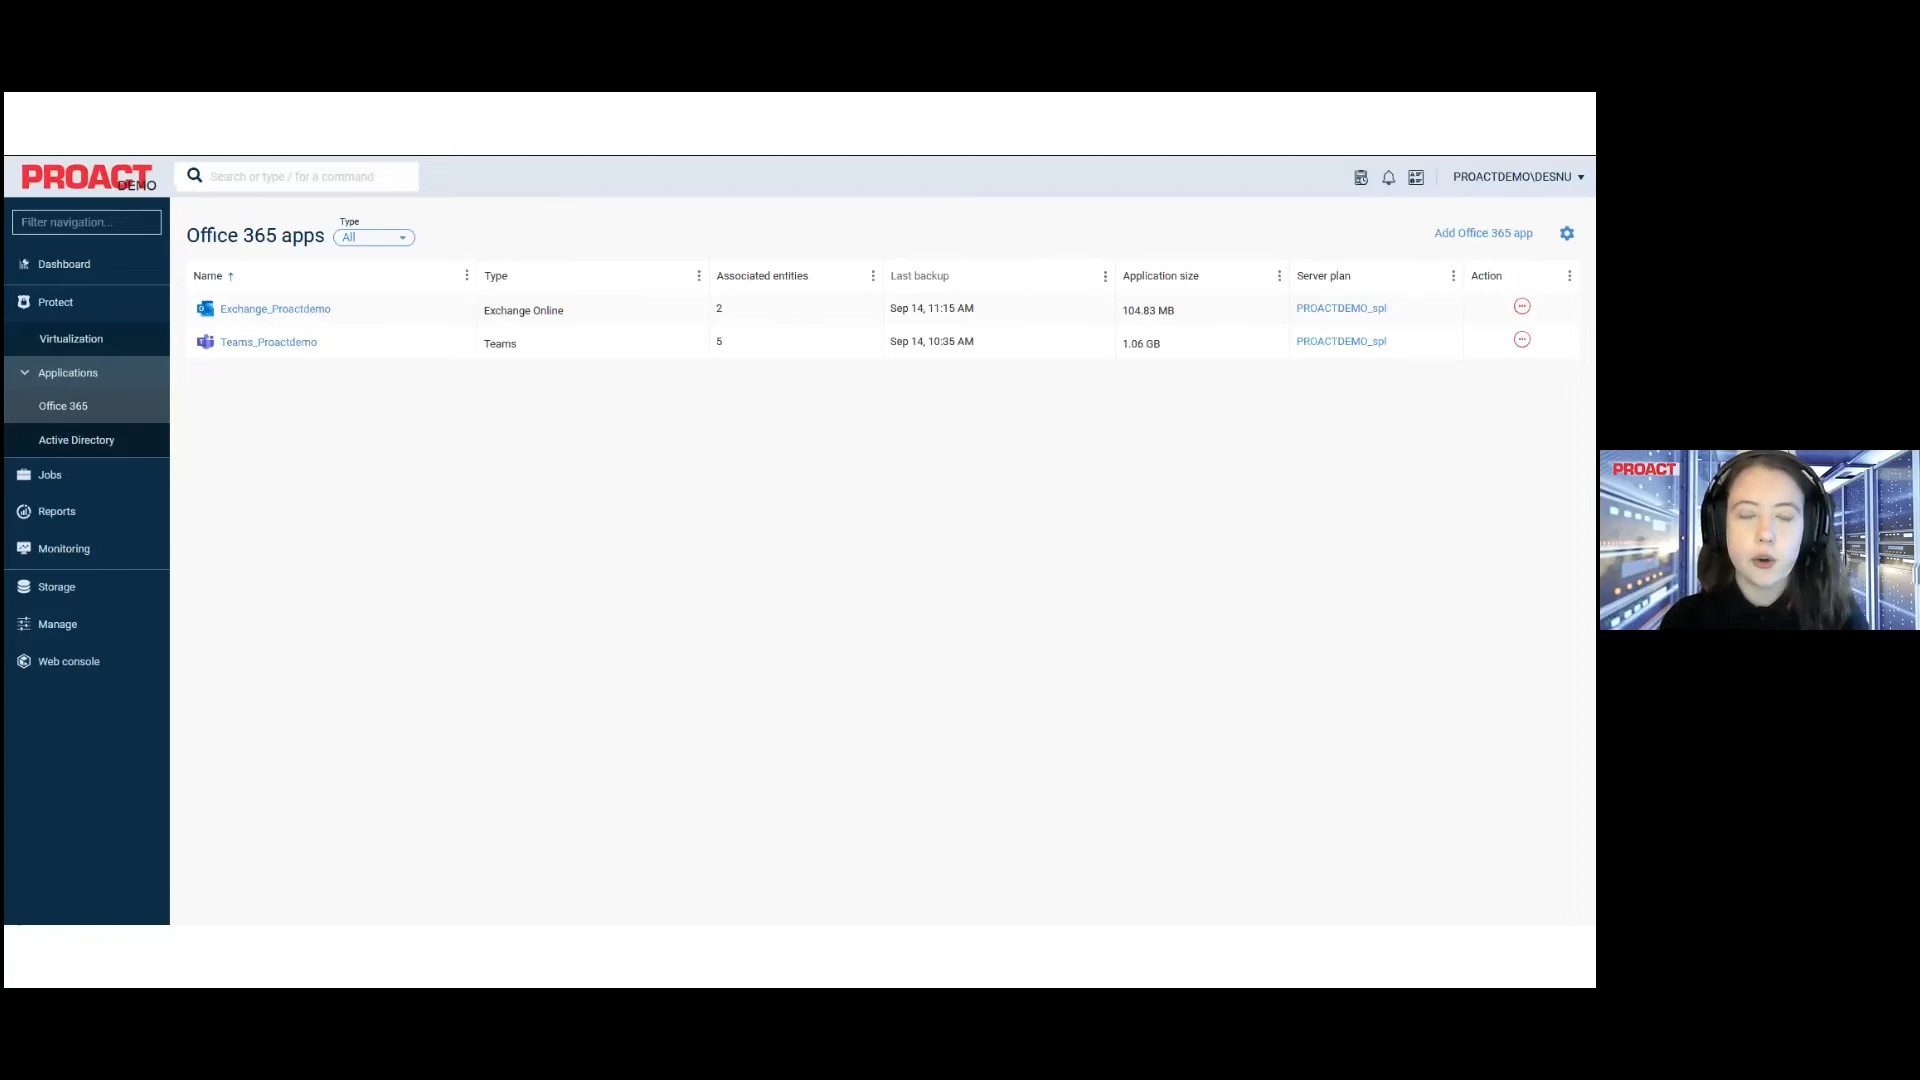 PROACT
DEMO
Search or type / for a command
PROACTDEMO\DESNU
Filter navigation...
Dashboard
Protect
Virtualization
Applications
Office 365
Active Directory
Jobs
Reports
Monitoring
Storage
Manage
Web console
Office 365 apps
Type
All
Add Office 365 app
Name Type Associated entities Last backup Application size Server plan Action
Exchange_Proactdemo Exchange Online 2 Sep 14, 11:15 AM 104.83 MB PROACTDEMO_spl
Teams_Proactdemo Teams 5 Sep 14, 10:35 AM 1.06 GB PROACTDEMO_spl
PROACT